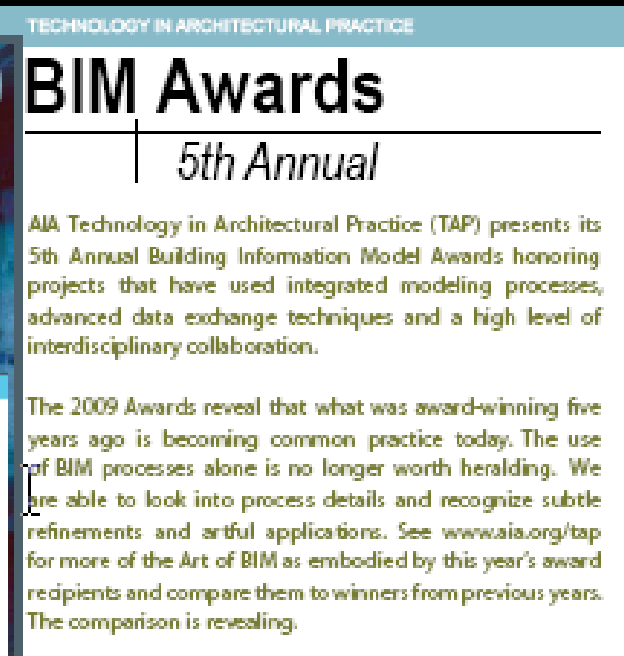 TECHNOLOGY IN ARCHITECTURAL PRACTICE
BIM Awards
5th Annual
AIA Technology in Architectural Practice (TAP) presents its
5th Annual Building Information Model Awards honoring
projects that have used integrated modeling processes,
advanced data exchange techniques and a high level of
interdisciplinary collaboration.
The 2009 Awards reveal that what was award-winning five
years ago is becoming common practice today. The use
of BIM processes alone is no longer worth heralding. We
are able to look into process details and recognize subtle
refinements and artful applications. See www.aia.org/tap
for more of the Art of BIM as embodied by this year's award
recipients and compare them to winners from previous years.
The comparison is revealing.